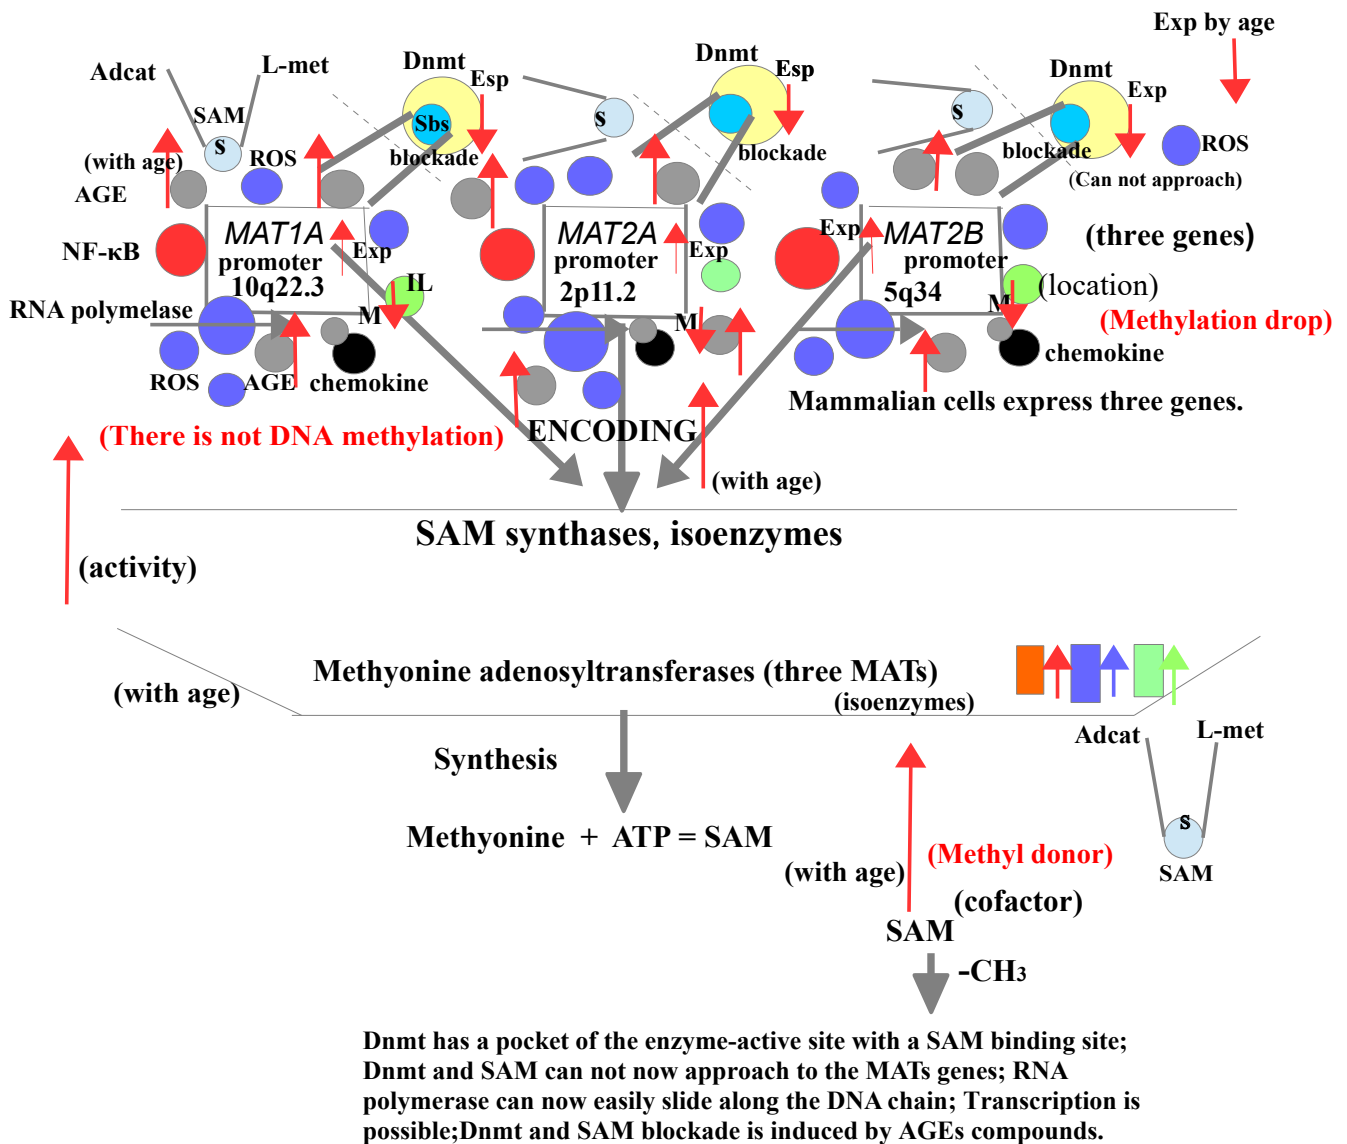 Exp by age
Adcat
L-met
Dnmt
Esp
Dnmt
Esp
Dnmt
Exp
SAM
s
Sbs
s
s
ROS
(with age)
ROS
blockade
blockade
blockade
AGE
(Can not approach)
NF-κB
MAT1A
promoter
10q22.3
Exp
MAT2A
promoter
2p11.2
Exp
Exp
MAT2B
promoter
5q34
(three genes)
IL
(location)
RNA polymelase
M
M
M
(Methylation drop)
ROS
AGE
chemokine
chemokine
Mammalian cells express three genes.
(There is not DNA methylation)
ENCODING
(with age)
SAM synthases, isoenzymes
(activity)
Methyonine adenosyltransferases (three MATs)
(isoenzymes)
(with age)
Adcat
L-met
Synthesis
s
SAM
Methyonine + ATP = SAM
(Methyl donor)
(with age)
(cofactor)
SAM
-CH3
Dnmt has a pocket of the enzyme-active site with a SAM binding site;
Dnmt and SAM can not now approach to the MATs genes; RNA
polymerase can now easily slide along the DNA chain; Transcription is
possible;Dnmt and SAM blockade is induced by AGEs compounds.